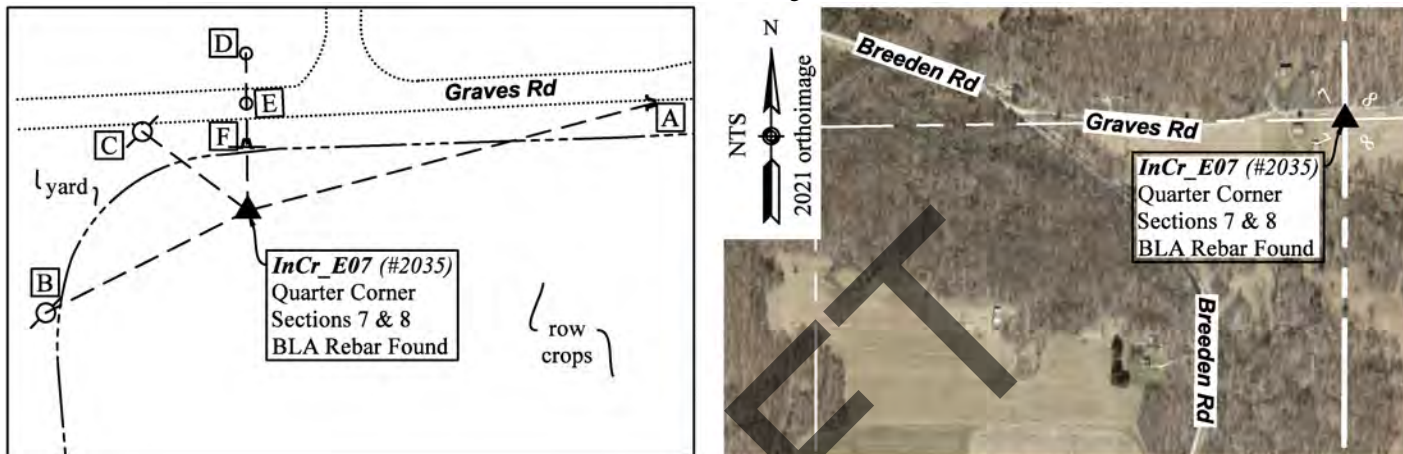 D
E
Graves Rd
A
C
F
yard
B
InCr_E07 (#2035)
Quarter Corner
Sections 7 & 8
BLA Rebar Found
row
crops
N
NTS
2021 orthoimage
Breeden Rd
Graves Rd
7 8
7 8
InCr_E07 (#2035)
Quarter Corner
Sections 7 & 8
BLA Rebar Found
Breeden Rd
ET